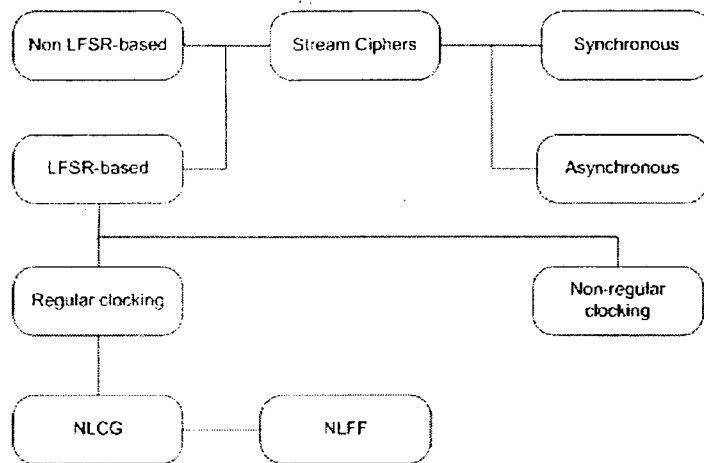 Non LFSR-based
Stream Ciphers
Synchronous
LFSR-based
Asynchronous
Regular clocking
Non-regular
clocking
NLCG
NLFF